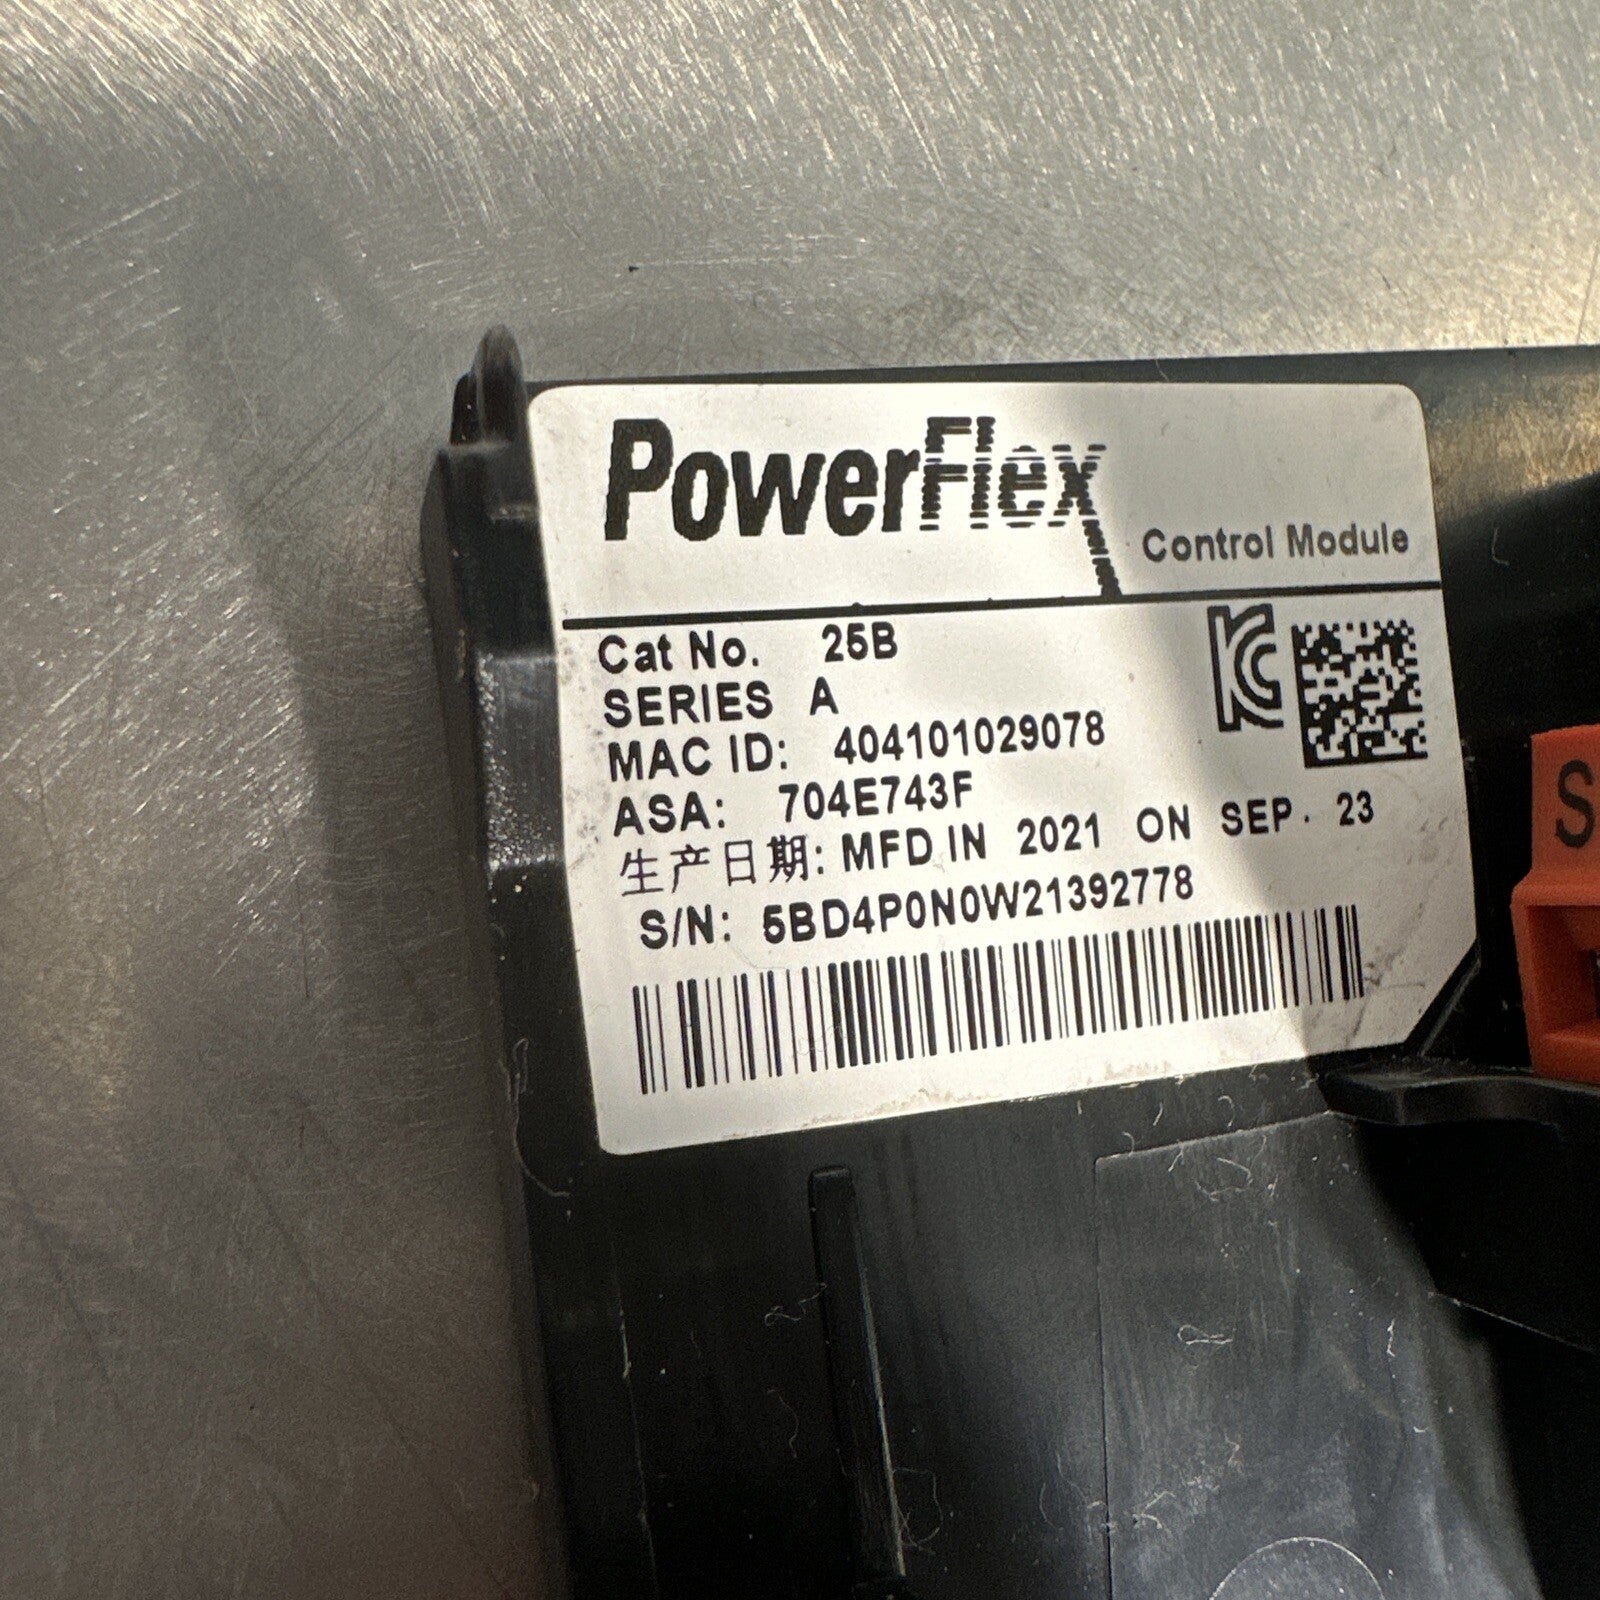 PowerFlex
Control Module
Cat No. 25B
SERIES A
MAC ID: 404101029078
ASA: 704E743F
生产日期: MFD IN 2021 ON SEP. 23
S/N: 5BD4P0N0W21392778
S